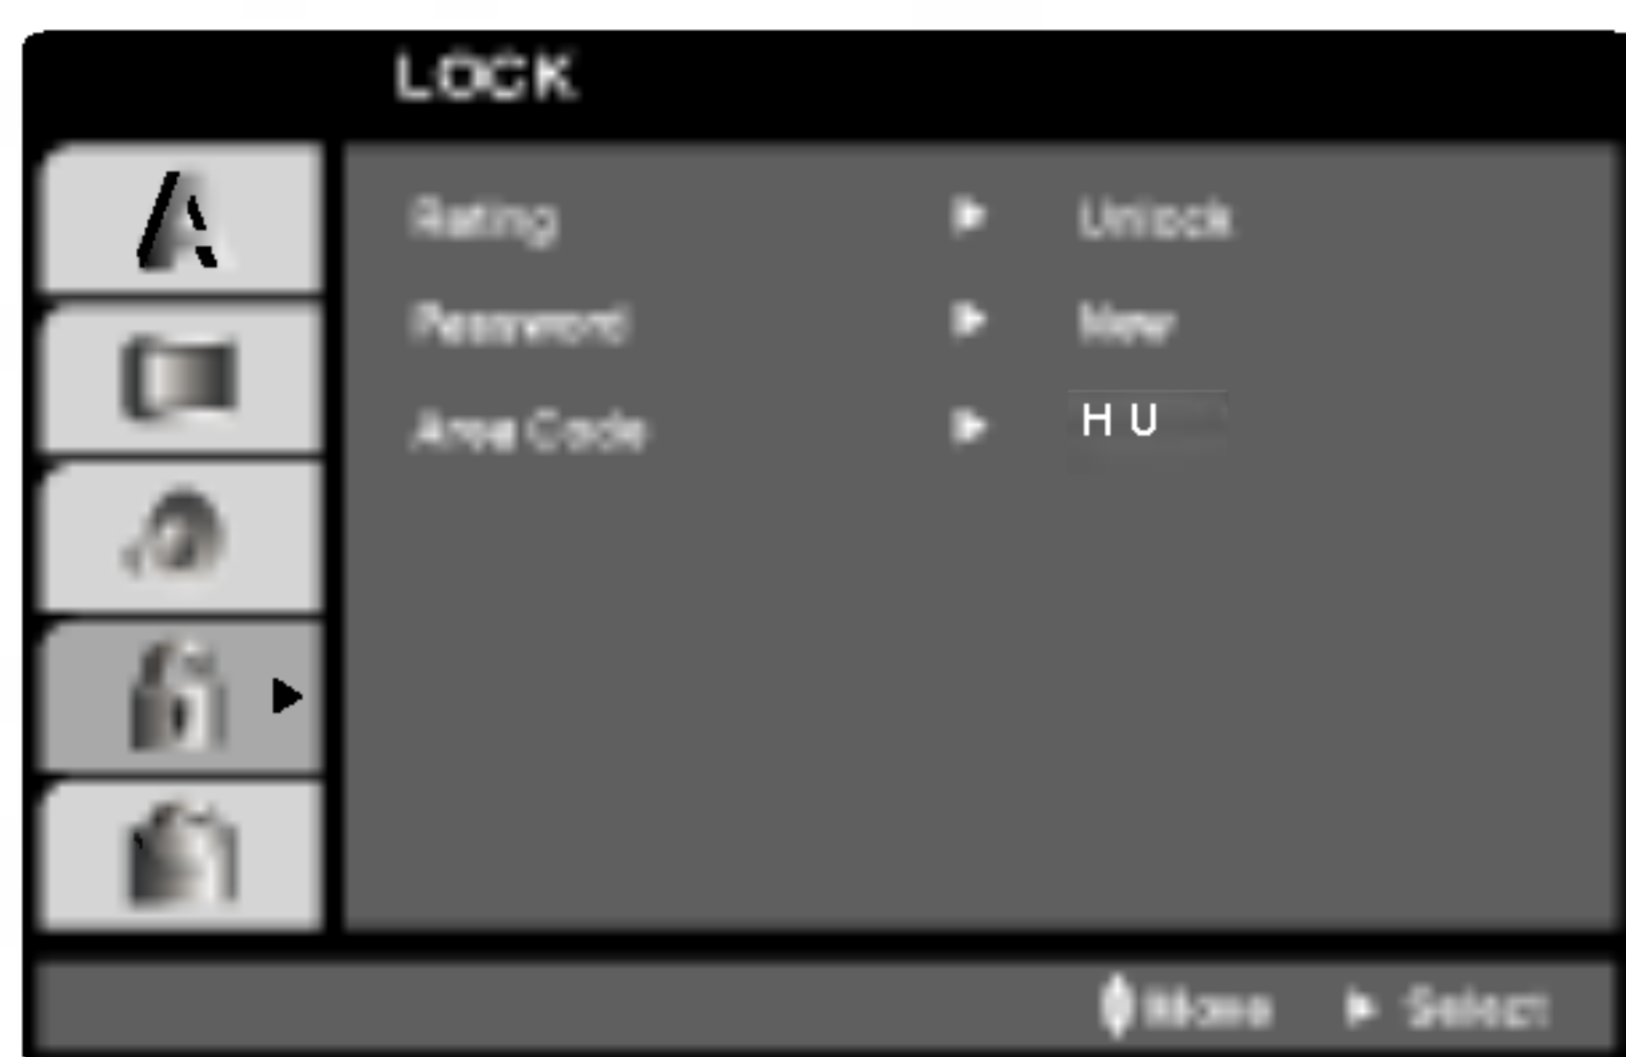 LOCK
A
Rating ▶ Unlock
Password ▶ New
Area Code ▶ H U
Move ▶ Select